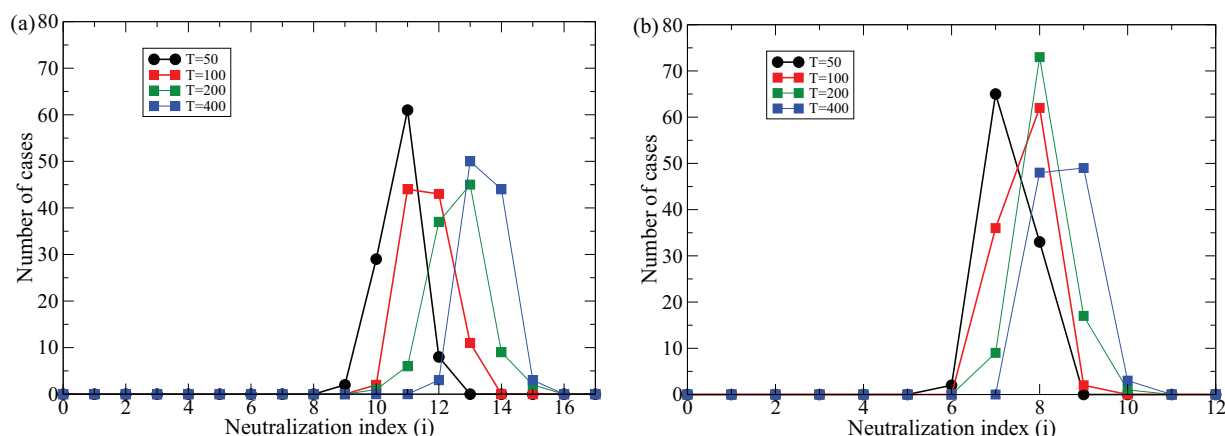 (a)
80
70
60
50
40
30
20
10
0
Number of cases
T=50
T=100
T=200
T=400
0 2 4 6 8 10 12 14 16
Neutralization index (i)
(b)
80
70
60
50
40
30
20
10
0
Number of cases
T=50
T=100
T=200
T=400
0 2 4 6 8 10 12
Neutralization index (i)